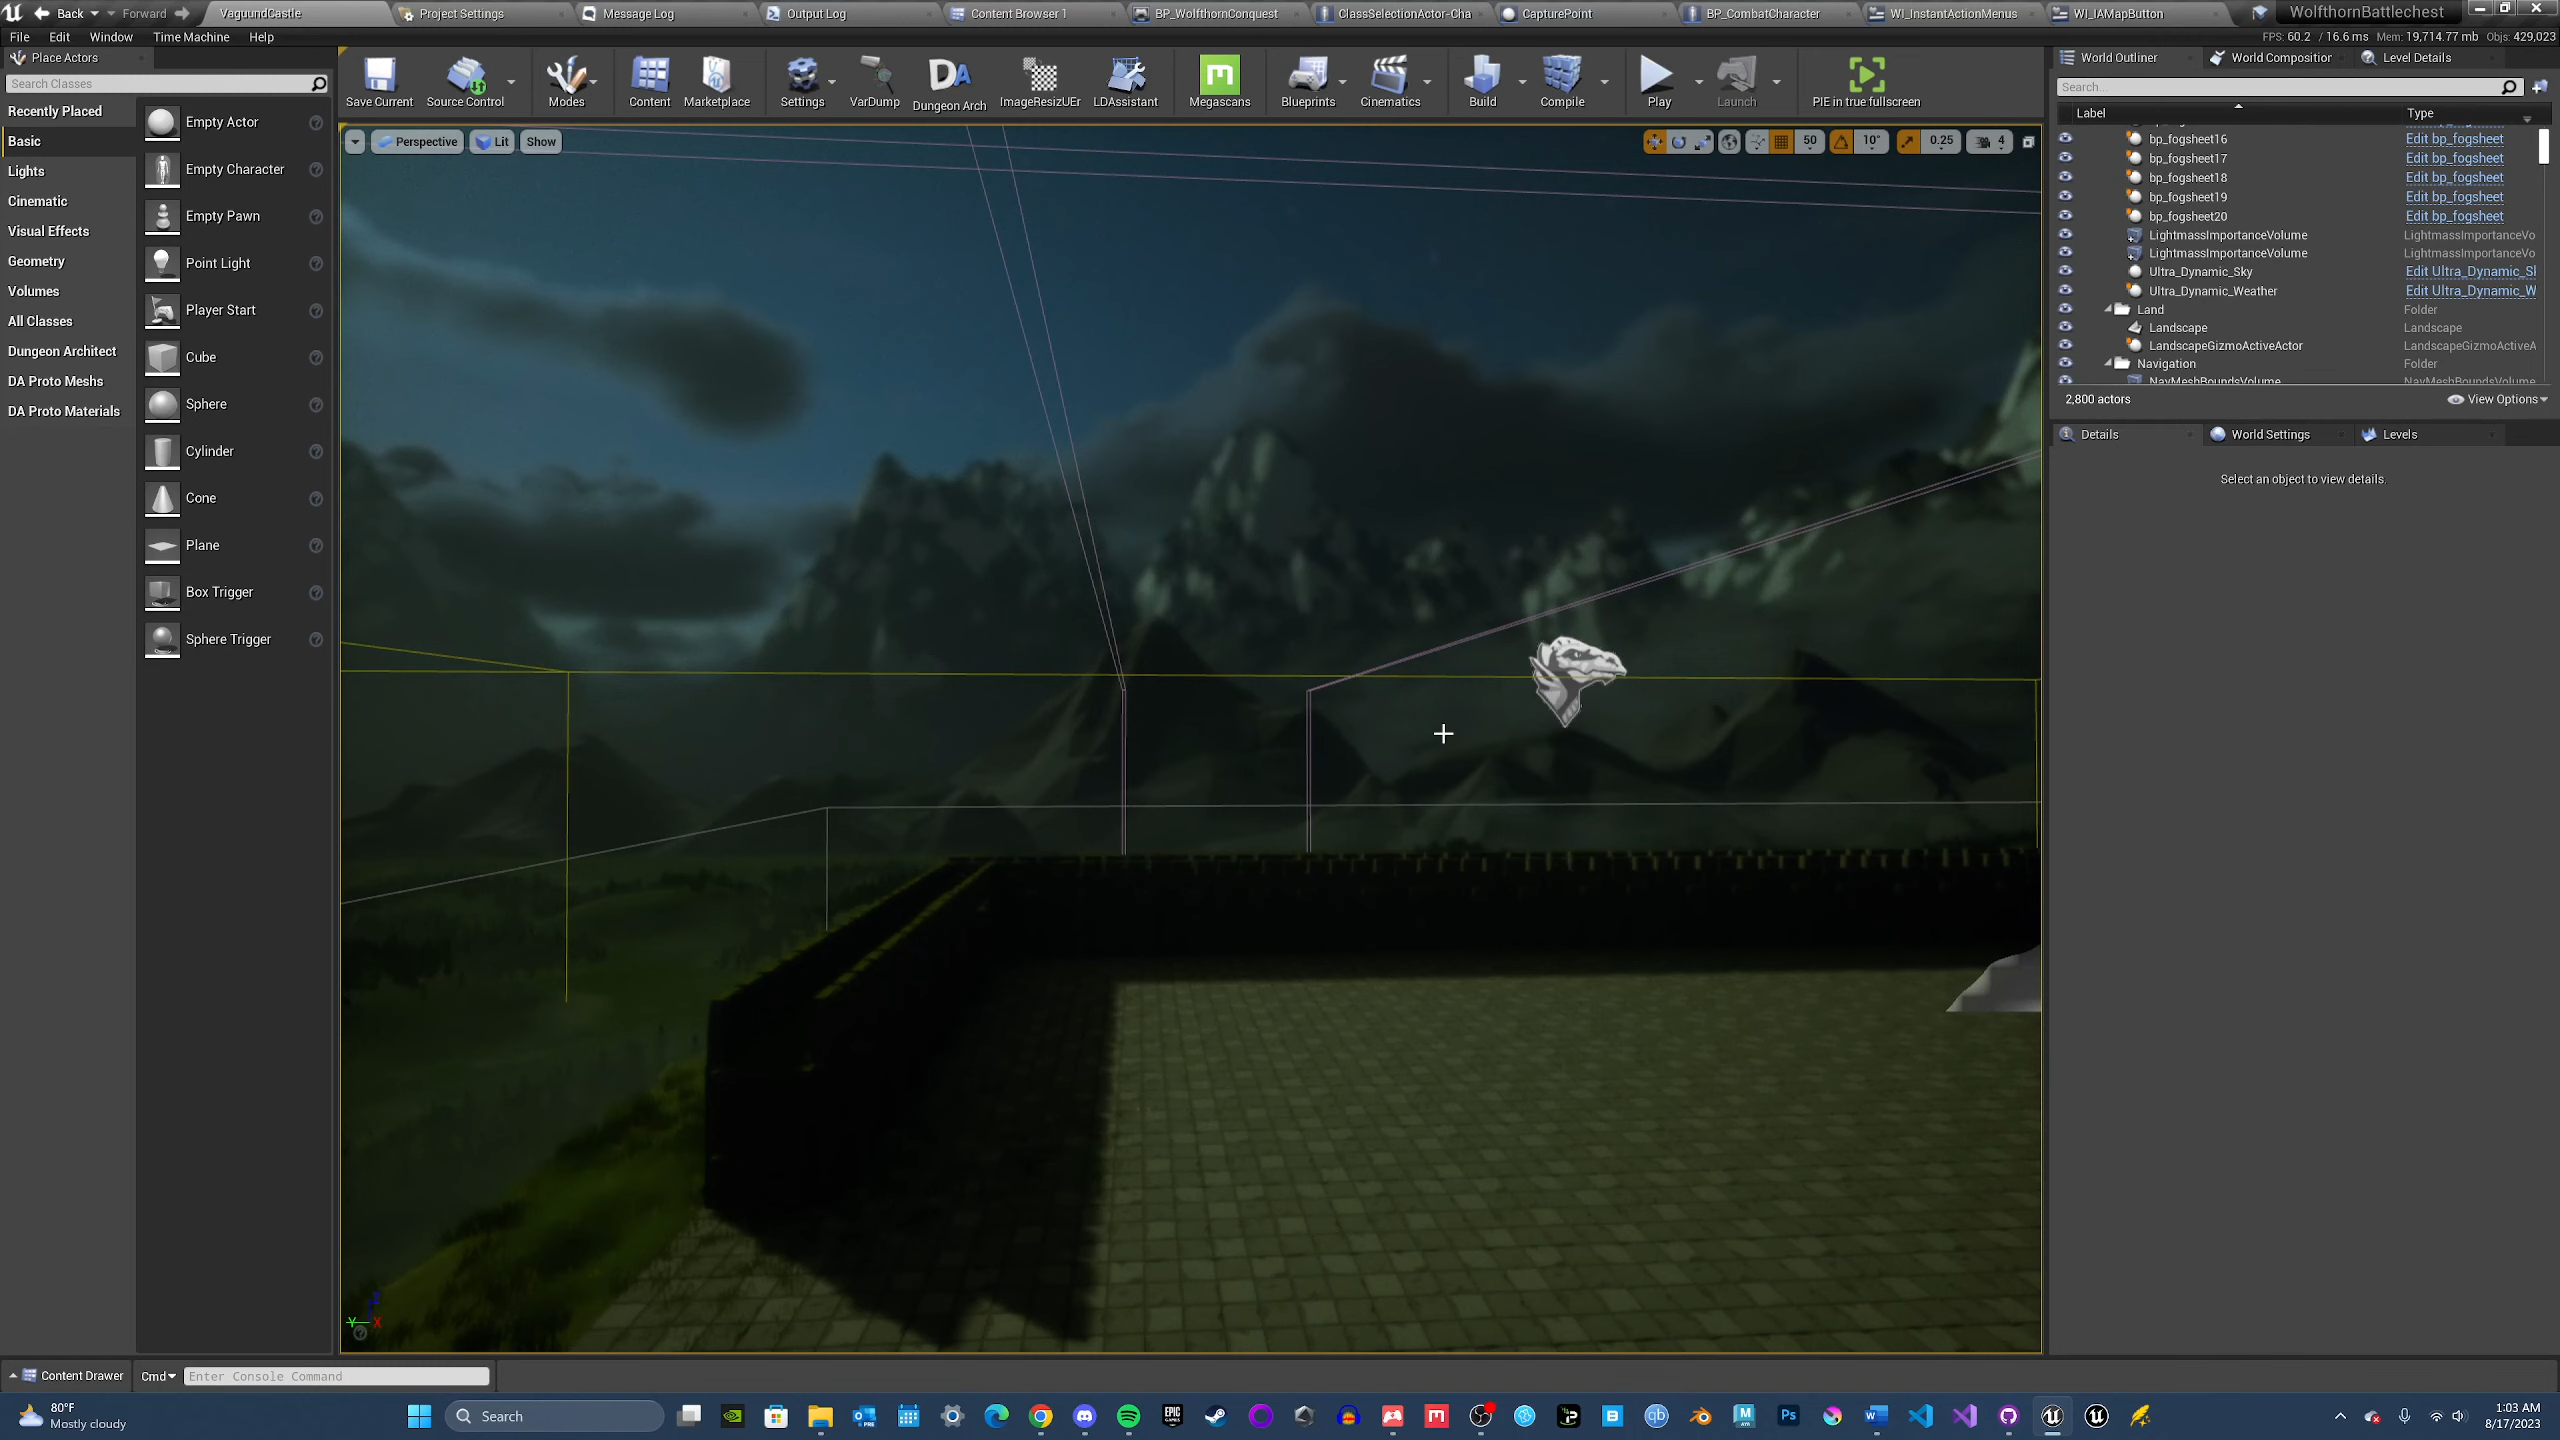 Back
Forward
VaguundCastle
Project Settings
Message Log
Output Log
Content Browser 1
BP_WolfthornConquest
ClassSelectionActor-Cha
CapturePoint
BP_CombatCharacter
WI_InstantActionMenus
WI_IAMapButton
WolfthornBattlechest
File
Edit
Window
Time Machine
Help
FPS: 60.2 / 16.6 ms Mem: 19,714.77 mb Objs: 429,023
Place Actors
Search Classes
Recently Placed
Basic
Lights
Cinematic
Visual Effects
Geometry
Volumes
All Classes
Dungeon Architect
DA Proto Meshs
DA Proto Materials
Empty Actor
Empty Character
Empty Pawn
Point Light
Player Start
Cube
Sphere
Cylinder
Cone
Plane
Box Trigger
Sphere Trigger
Save Current
Source Control
Modes
Content
Marketplace
Settings
VarDump
DA
Dungeon Arch
ImageResizUEr
LDAssistant
Megascans
Blueprints
Cinematics
Build
Compile
Play
Launch
PIE in true fullscreen
Perspective
Lit
Show
50
10°
0.25
4
World Outliner
World Composition
Level Details
Search...
Label
Type
bp_fogsheet16
Edit bp_fogsheet
bp_fogsheet17
Edit bp_fogsheet
bp_fogsheet18
Edit bp_fogsheet
bp_fogsheet19
Edit bp_fogsheet
bp_fogsheet20
Edit bp_fogsheet
LightmassImportanceVolume
LightmassImportanceVo
LightmassImportanceVolume
LightmassImportanceVo
Ultra_Dynamic_Sky
Edit Ultra_Dynamic_Sk
Ultra_Dynamic_Weather
Edit Ultra_Dynamic_W
Land
Folder
Landscape
Landscape
LandscapeGizmoActiveActor
LandscapeGizmoActiveA
Navigation
Folder
NavMeshBoundsVolume
NavMeshBoundsVolume
2,800 actors
View Options
Details
World Settings
Levels
Select an object to view details.
Content Drawer
Cmd
Enter Console Command
80°F
Mostly cloudy
Search
1:03 AM
8/17/2023